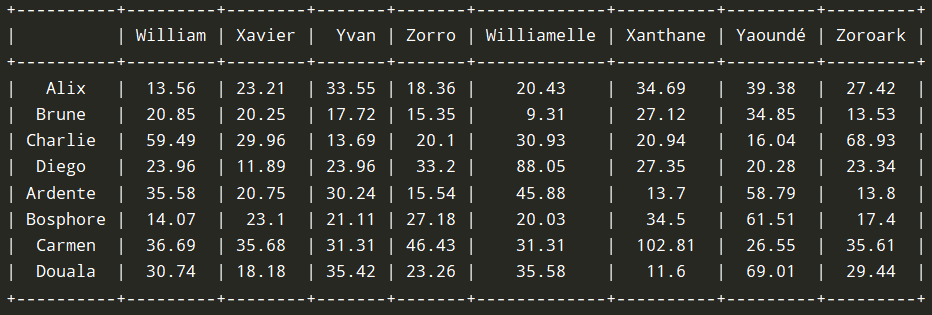 +----------+---------+--------+-------+-------+-------------+----------+---------+---------+
|          | William | Xavier |  Yvan | Zorro | Williamelle | Xanthane | Yaoundé | Zoroark |
+----------+---------+--------+-------+-------+-------------+----------+---------+---------+
|   Alix   |  13.56  | 23.21  | 33.55 | 18.36 |    20.43    |  34.69   |  39.38  |  27.42  |
|  Brune   |  20.85  | 20.25  | 17.72 | 15.35 |     9.31    |  27.12   |  34.85  |  13.53  |
| Charlie  |  59.49  | 29.96  | 13.69 |  20.1 |    30.93    |  20.94   |  16.04  |  68.93  |
|  Diego   |  23.96  | 11.89  | 23.96 |  33.2 |    88.05    |  27.35   |  20.28  |  23.34  |
| Ardente  |  35.58  | 20.75  | 30.24 | 15.54 |    45.88    |   13.7   |  58.79  |   13.8  |
| Bosphore |  14.07  |  23.1  | 21.11 | 27.18 |    20.03    |   34.5   |  61.51  |   17.4  |
|  Carmen  |  36.69  | 35.68  | 31.31 | 46.43 |    31.31    |  102.81  |  26.55  |  35.61  |
|  Douala  |  30.74  | 18.18  | 35.42 | 23.26 |    35.58    |   11.6   |  69.01  |  29.44  |
+----------+---------+--------+-------+-------+-------------+----------+---------+---------+